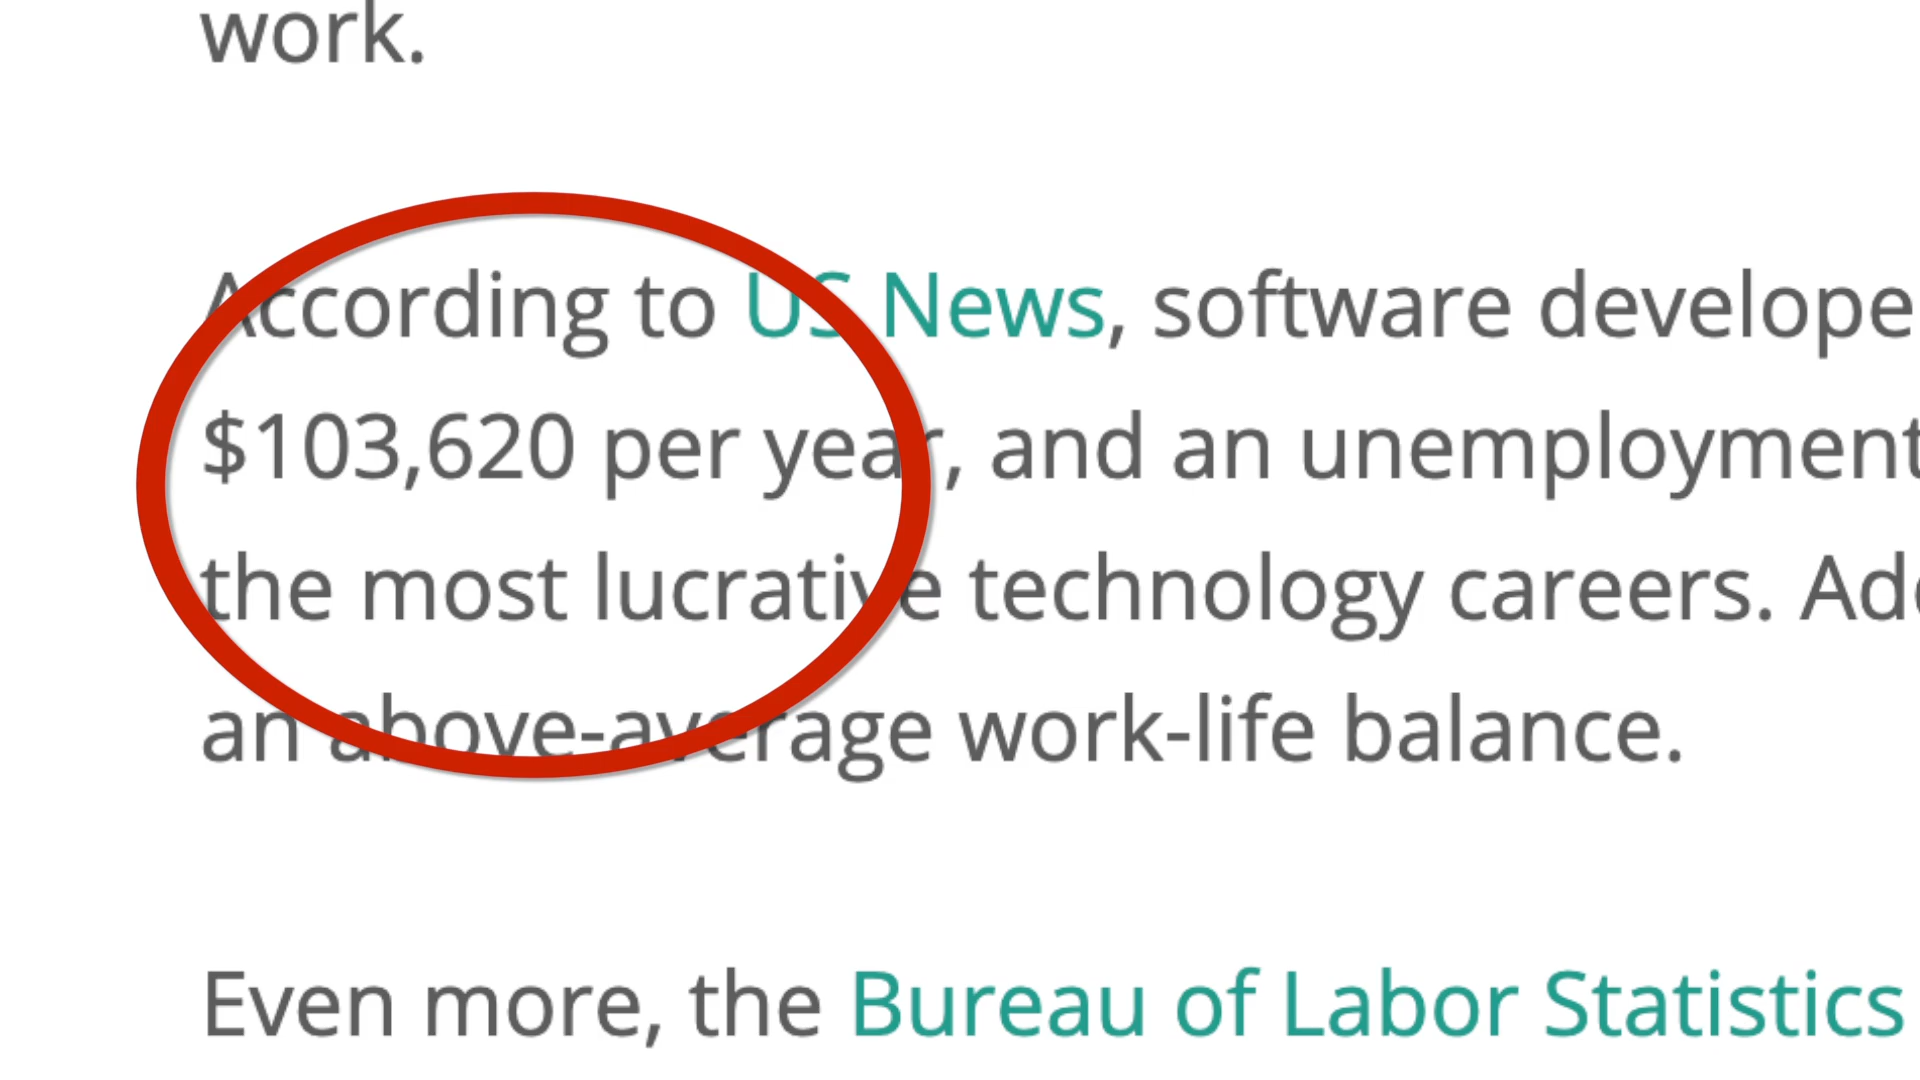 work.
According to US News, software develope
$103,620 per year, and an unemployment
the most lucrative technology careers. Add
an above-average work-life balance.
Even more, the Bureau of Labor Statistics